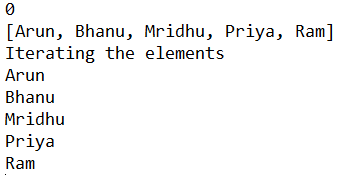 0
[Arun, Bhanu, Mridhu, Priya, Ram]
Iterating the elements
Arun
Bhanu
Mridhu
Priya
Ram